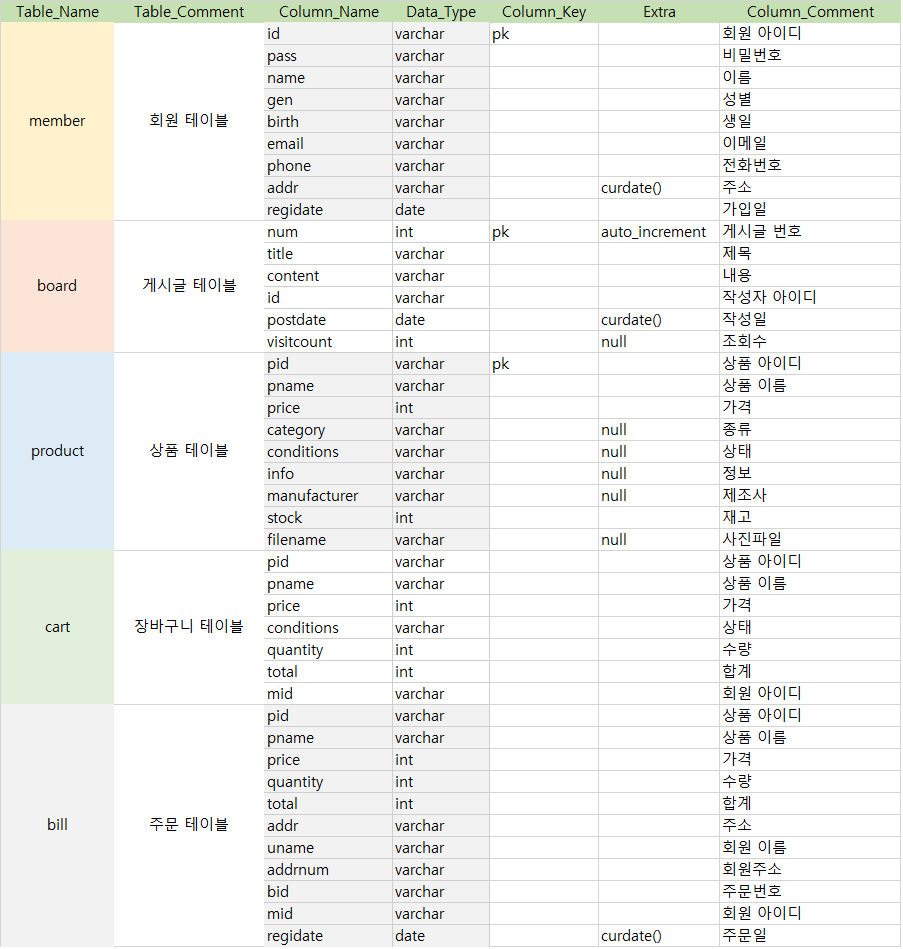 Table_Name Table_Comment Column_Name Data_Type Column_Key Extra Column_Comment
member 회원 테이블 id varchar pk 회원 아이디
pass varchar 비밀번호
name varchar 이름
gen varchar 성별
birth varchar 생일
email varchar 이메일
phone varchar 전화번호
addr varchar curdate() 주소
regidate date 가입일
board 게시글 테이블 num int pk auto_increment 게시글 번호
title varchar 제목
content varchar 내용
id varchar 작성자 아이디
postdate date curdate() 작성일
visitcount int null 조회수
product 상품 테이블 pid varchar pk 상품 아이디
pname varchar 상품 이름
price int 가격
category varchar null 종류
conditions varchar null 상태
info varchar null 정보
manufacturer varchar null 제조사
stock int 재고
filename varchar null 사진파일
cart 장바구니 테이블 pid varchar 상품 아이디
pname varchar 상품 이름
price int 가격
conditions varchar 상태
quantity int 수량
total int 합계
mid varchar 회원 아이디
bill 주문 테이블 pid varchar 상품 아이디
pname varchar 상품 이름
price int 가격
quantity int 수량
total int 합계
addr varchar 주소
uname varchar 회원 이름
addrnum varchar 회원주소
bid varchar 주문번호
mid varchar 회원 아이디
regidate date curdate() 주문일